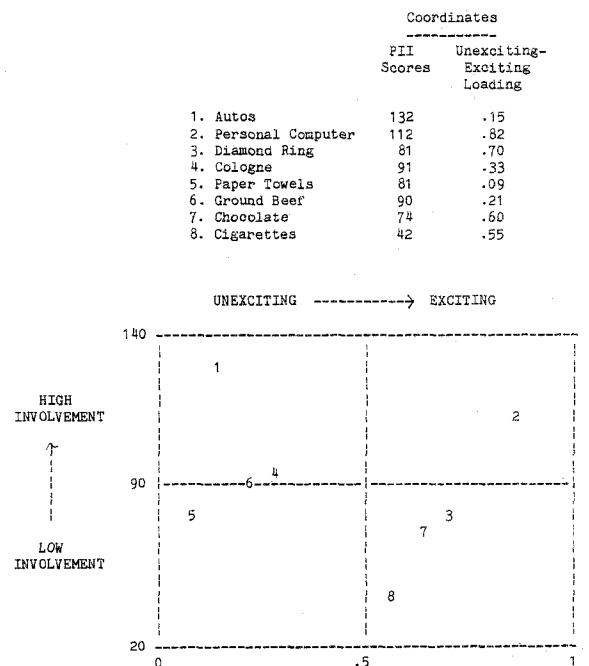 Coordinates
-----------
PII Unexciting-
Scores Exciting
Loading
1. Autos 132 .15
2. Personal Computer 112 .82
3. Diamond Ring 81 .70
4. Cologne 91 .33
5. Paper Towels 81 .09
6. Ground Beef 90 .21
7. Chocolate 74 .60
8. Cigarettes 42 .55
UNEXCITING -----------> EXCITING
140
1
HIGH
INVOLVEMENT
2
4
90
6
5
3
7
LOW
INVOLVEMENT
8
20
0 .5 1